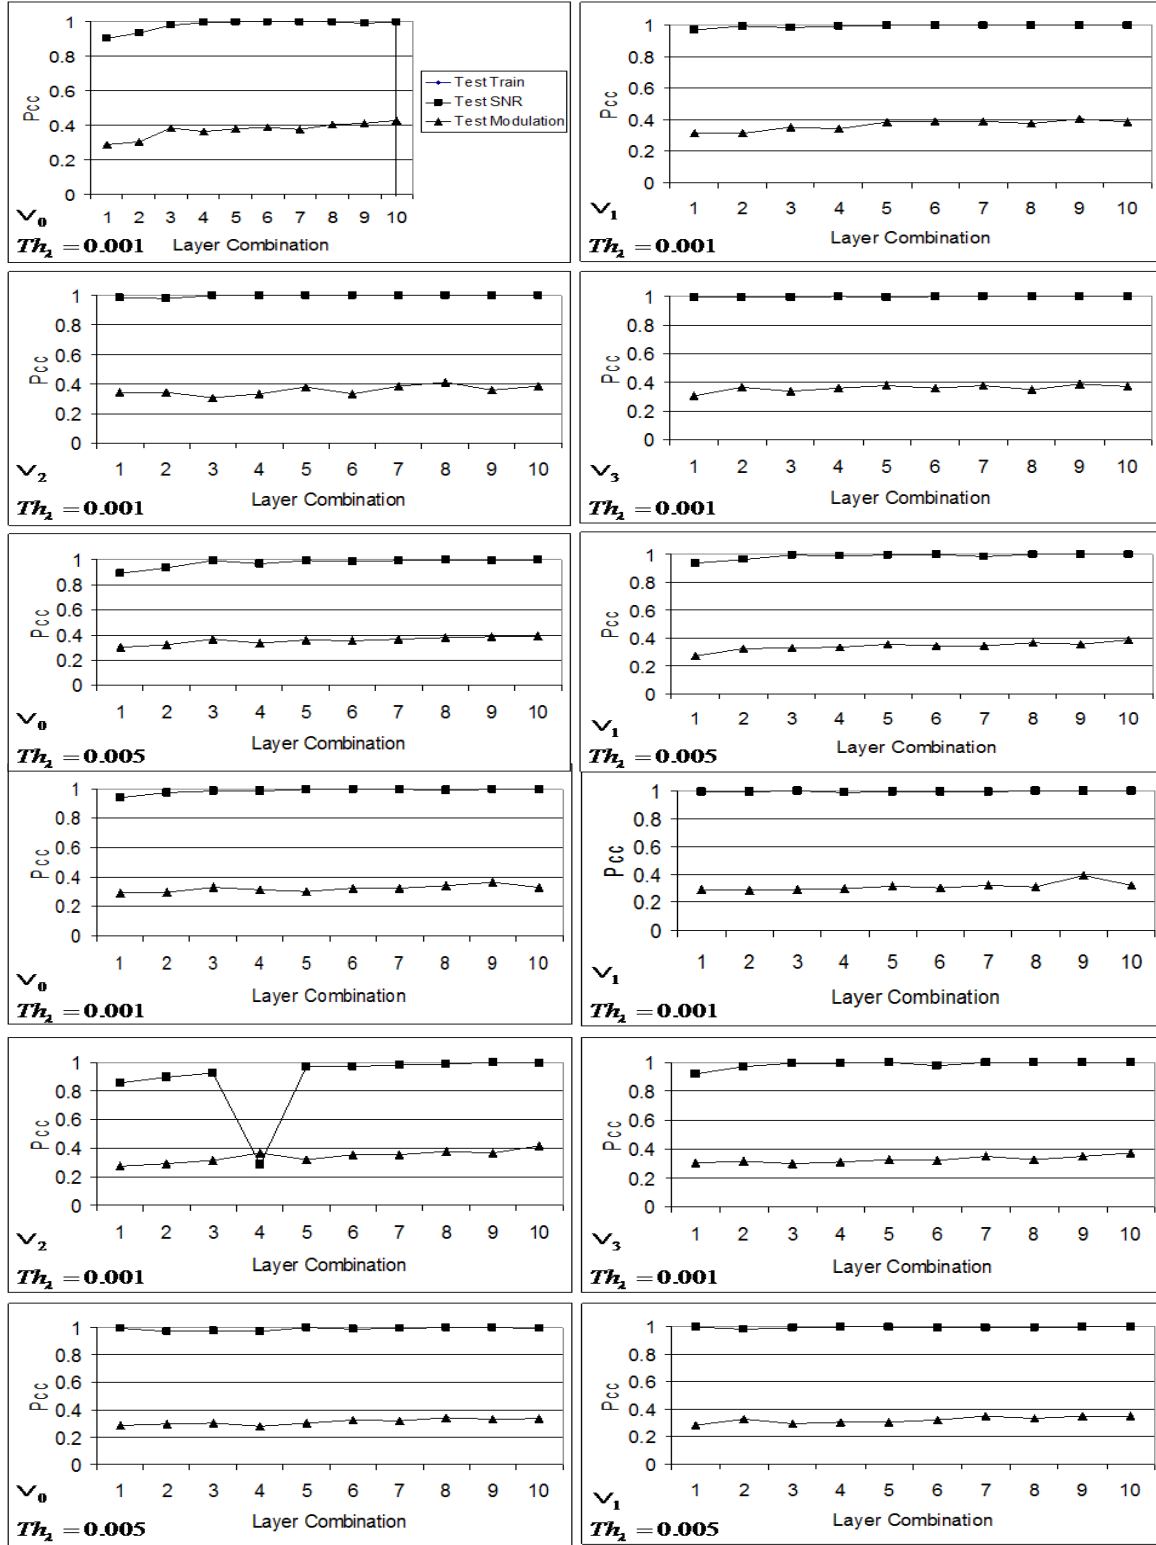 1
0.8
0.6
0.4
0.2
0
Pcc
1 2 3 4 5 6 7 8 9 10
Layer Combination
Test Train
Test SNR
Test Modulation
V0
Th2 = 0.001
1
0.8
0.6
0.4
0.2
0
Pcc
1 2 3 4 5 6 7 8 9 10
Layer Combination
V1
Th2 = 0.001
1
0.8
0.6
0.4
0.2
0
Pcc
1 2 3 4 5 6 7 8 9 10
Layer Combination
V2
Th2 = 0.001
1
0.8
0.6
0.4
0.2
0
Pcc
1 2 3 4 5 6 7 8 9 10
Layer Combination
V3
Th2 = 0.001
1
0.8
0.6
0.4
0.2
0
Pcc
1 2 3 4 5 6 7 8 9 10
Layer Combination
V0
Th2 = 0.005
1
0.8
0.6
0.4
0.2
0
Pcc
1 2 3 4 5 6 7 8 9 10
Layer Combination
V1
Th2 = 0.005
1
0.8
0.6
0.4
0.2
0
Pcc
1 2 3 4 5 6 7 8 9 10
Layer Combination
V0
Th2 = 0.001
1
0.8
0.6
0.4
0.2
0
Pcc
1 2 3 4 5 6 7 8 9 10
Layer Combination
V1
Th2 = 0.001
1
0.8
0.6
0.4
0.2
0
Pcc
1 2 3 4 5 6 7 8 9 10
Layer Combination
V2
Th2 = 0.001
1
0.8
0.6
0.4
0.2
0
Pcc
1 2 3 4 5 6 7 8 9 10
Layer Combination
V3
Th2 = 0.001
1
0.8
0.6
0.4
0.2
0
Pcc
1 2 3 4 5 6 7 8 9 10
Layer Combination
V0
Th2 = 0.005
1
0.8
0.6
0.4
0.2
0
Pcc
1 2 3 4 5 6 7 8 9 10
Layer Combination
V1
Th2 = 0.005